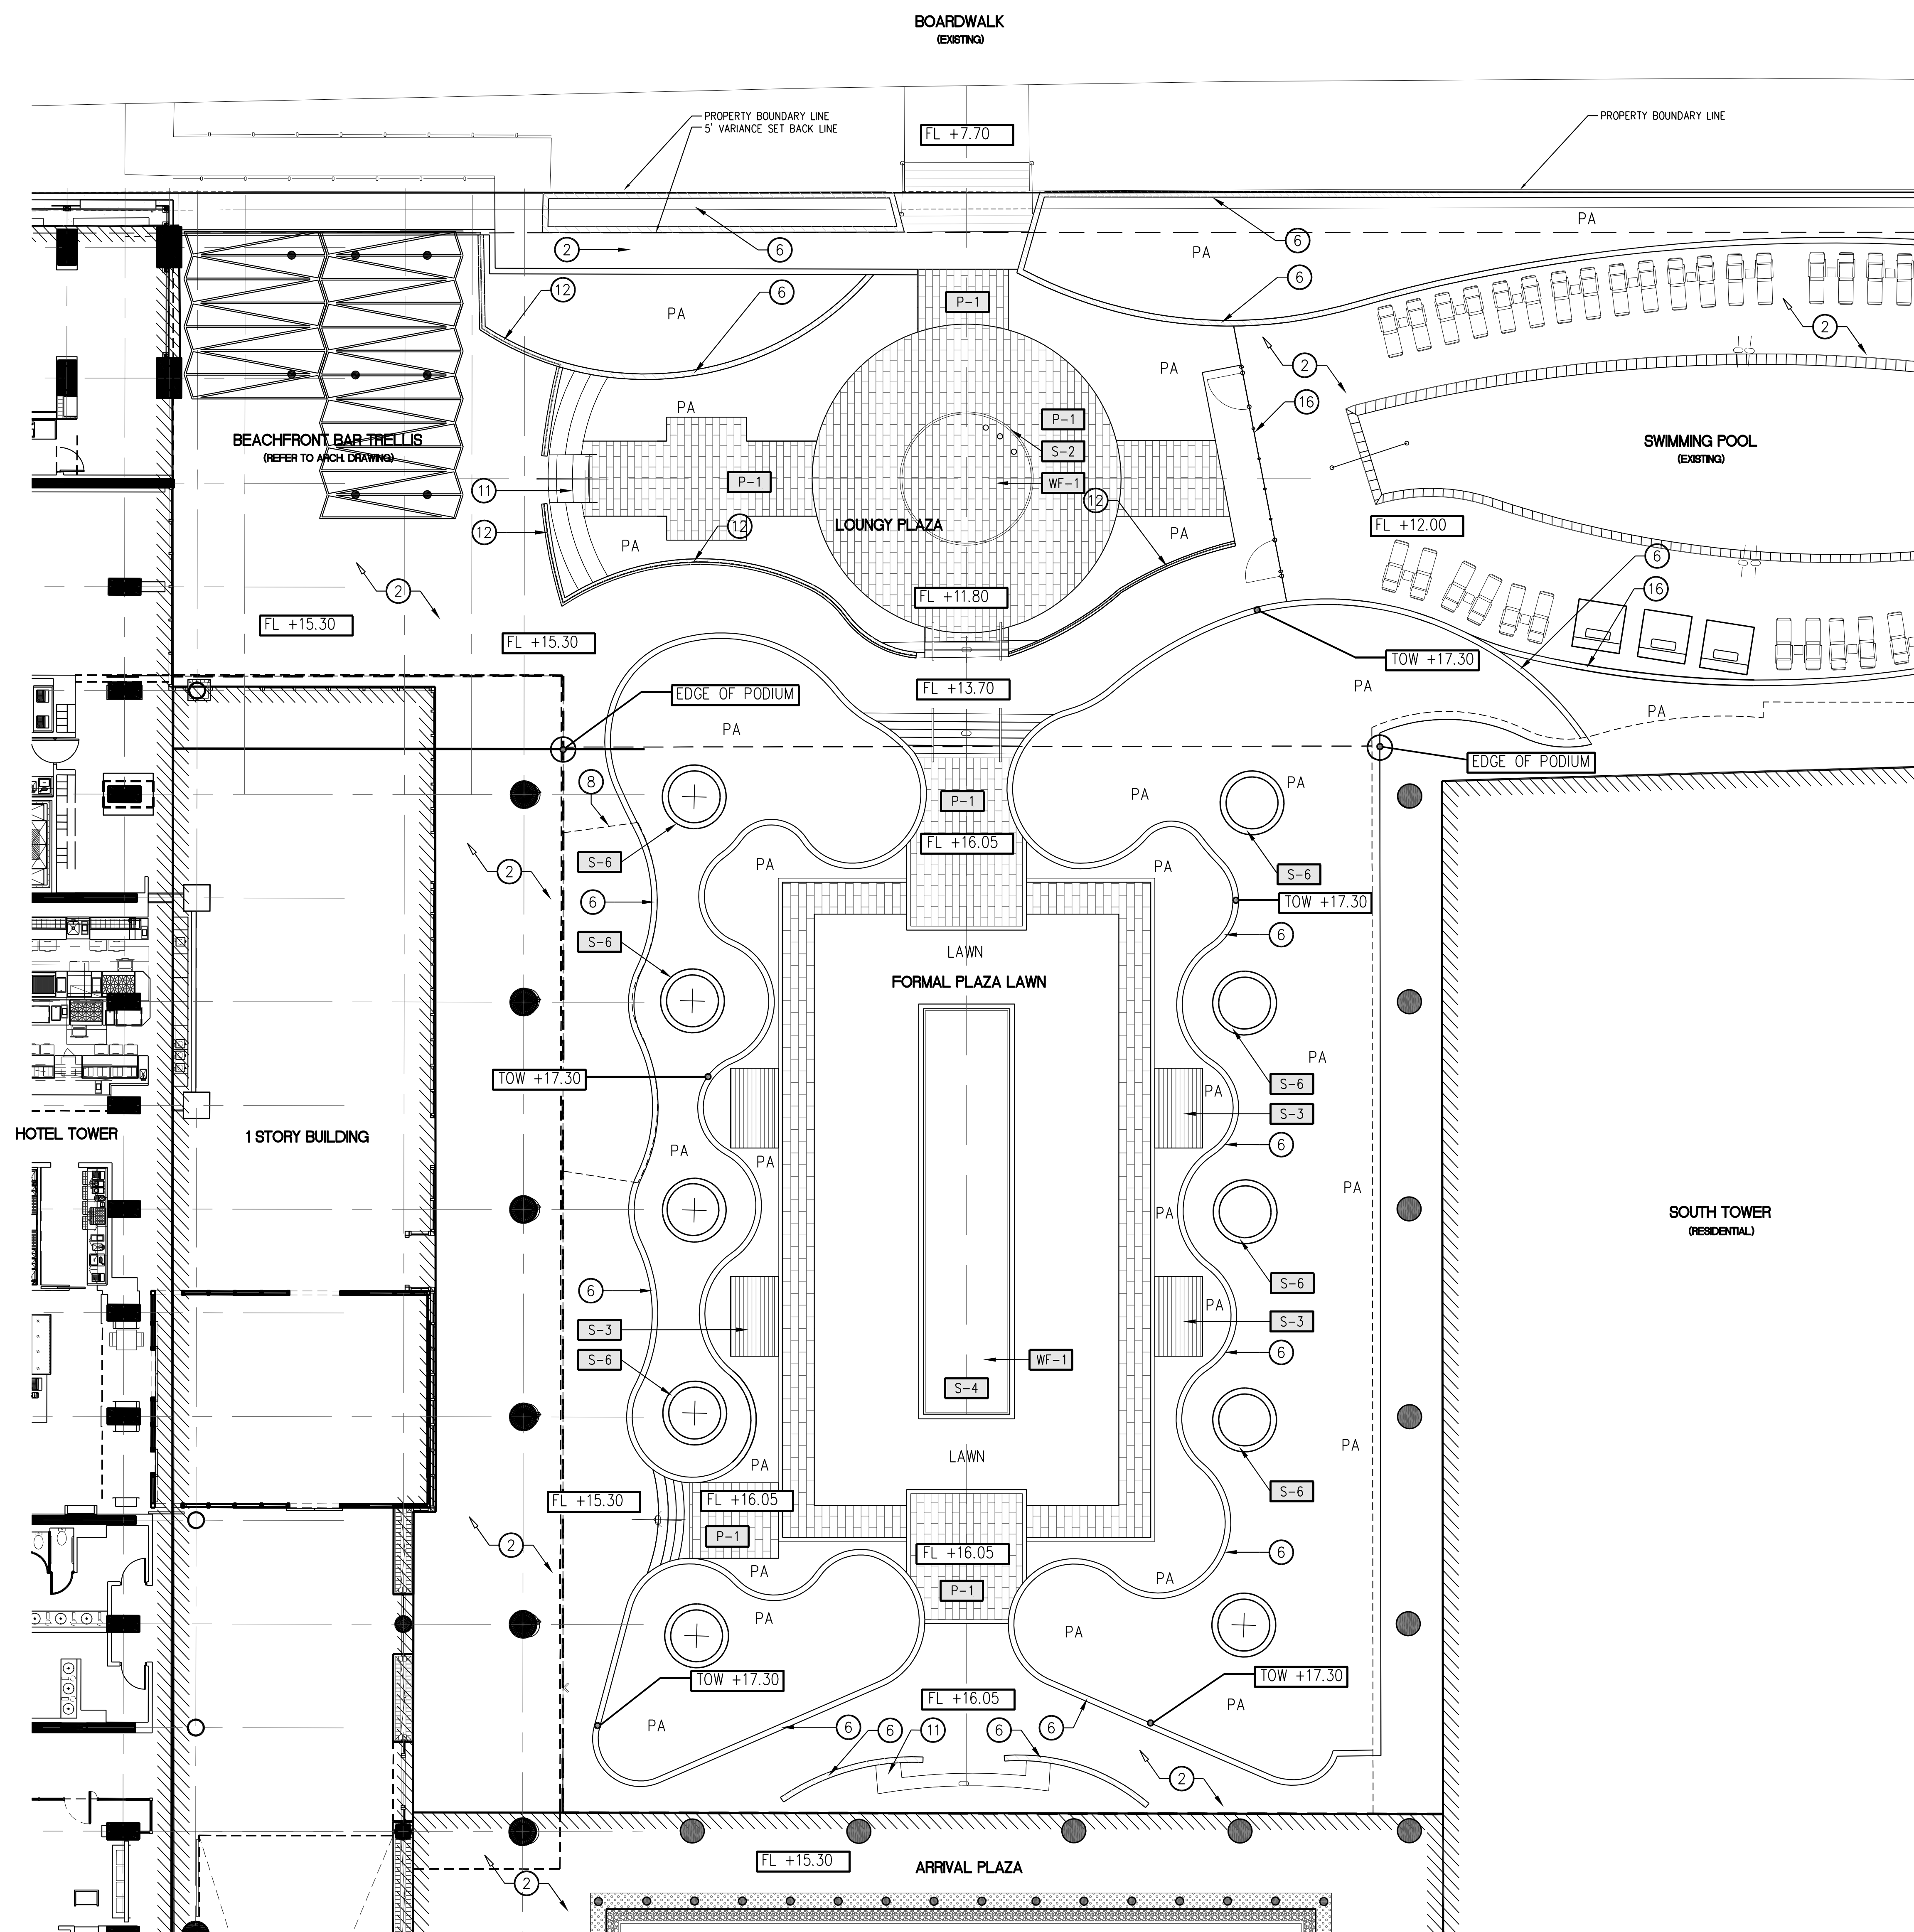 BOARDWALK
(EXISTING)
PROPERTY BOUNDARY LINE
5' VARIANCE SET BACK LINE
PROPERTY BOUNDARY LINE
FL +7.70
PA
2
6
6
PA
12
6
PA
P-1
6
2
2
PA
16
PA
P-1
BEACHFRONT BAR TRELLIS
(REFER TO ARCH. DRAWING)
S-2
SWIMMING POOL
(EXISTING)
11
P-1
WF-1
12
12
12
LOUNGY PLAZA
PA
FL +12.00
PA
6
2
FL +11.80
16
FL +15.30
FL +15.30
TOW +17.30
FL +13.70
PA
EDGE OF PODIUM
PA
PA
EDGE OF PODIUM
8
PA
PA
P-1
FL +16.05
S-6
PA
PA
S-6
2
6
TOW +17.30
6
S-6
LAWN
FORMAL PLAZA LAWN
PA
TOW +17.30
S-6
PA
S-3
HOTEL TOWER
1 STORY BUILDING
6
PA
PA
PA
PA
SOUTH TOWER
(RESIDENTIAL)
6
S-6
PA
S-3
S-3
6
S-6
WF-1
S-4
PA
LAWN
PA
S-6
FL +15.30
FL +16.05
P-1
2
FL +16.05
6
PA
PA
P-1
PA
PA
TOW +17.30
TOW +17.30
FL +16.05
PA
PA
6
6
11
6
6
2
FL +15.30
ARRIVAL PLAZA
2